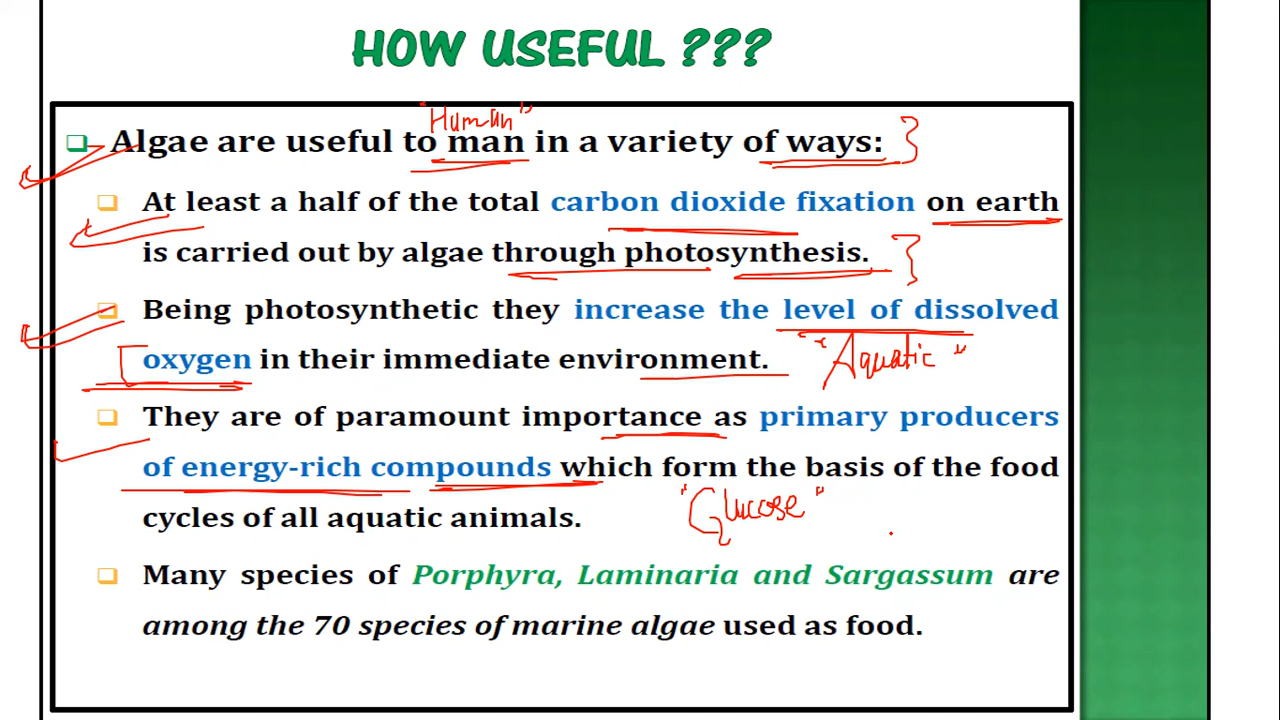 HOW USEFUL ???
"Human"
Algae are useful to man in a variety of ways:
At least a half of the total carbon dioxide fixation on earth
is carried out by algae through photosynthesis.
Being photosynthetic they increase the level of dissolved
oxygen in their immediate environment.
"Aquatic"
They are of paramount importance as primary producers
of energy-rich compounds which form the basis of the food
"Glucose"
cycles of all aquatic animals.
Many species of Porphyra, Laminaria and Sargassum are
among the 70 species of marine algae used as food.